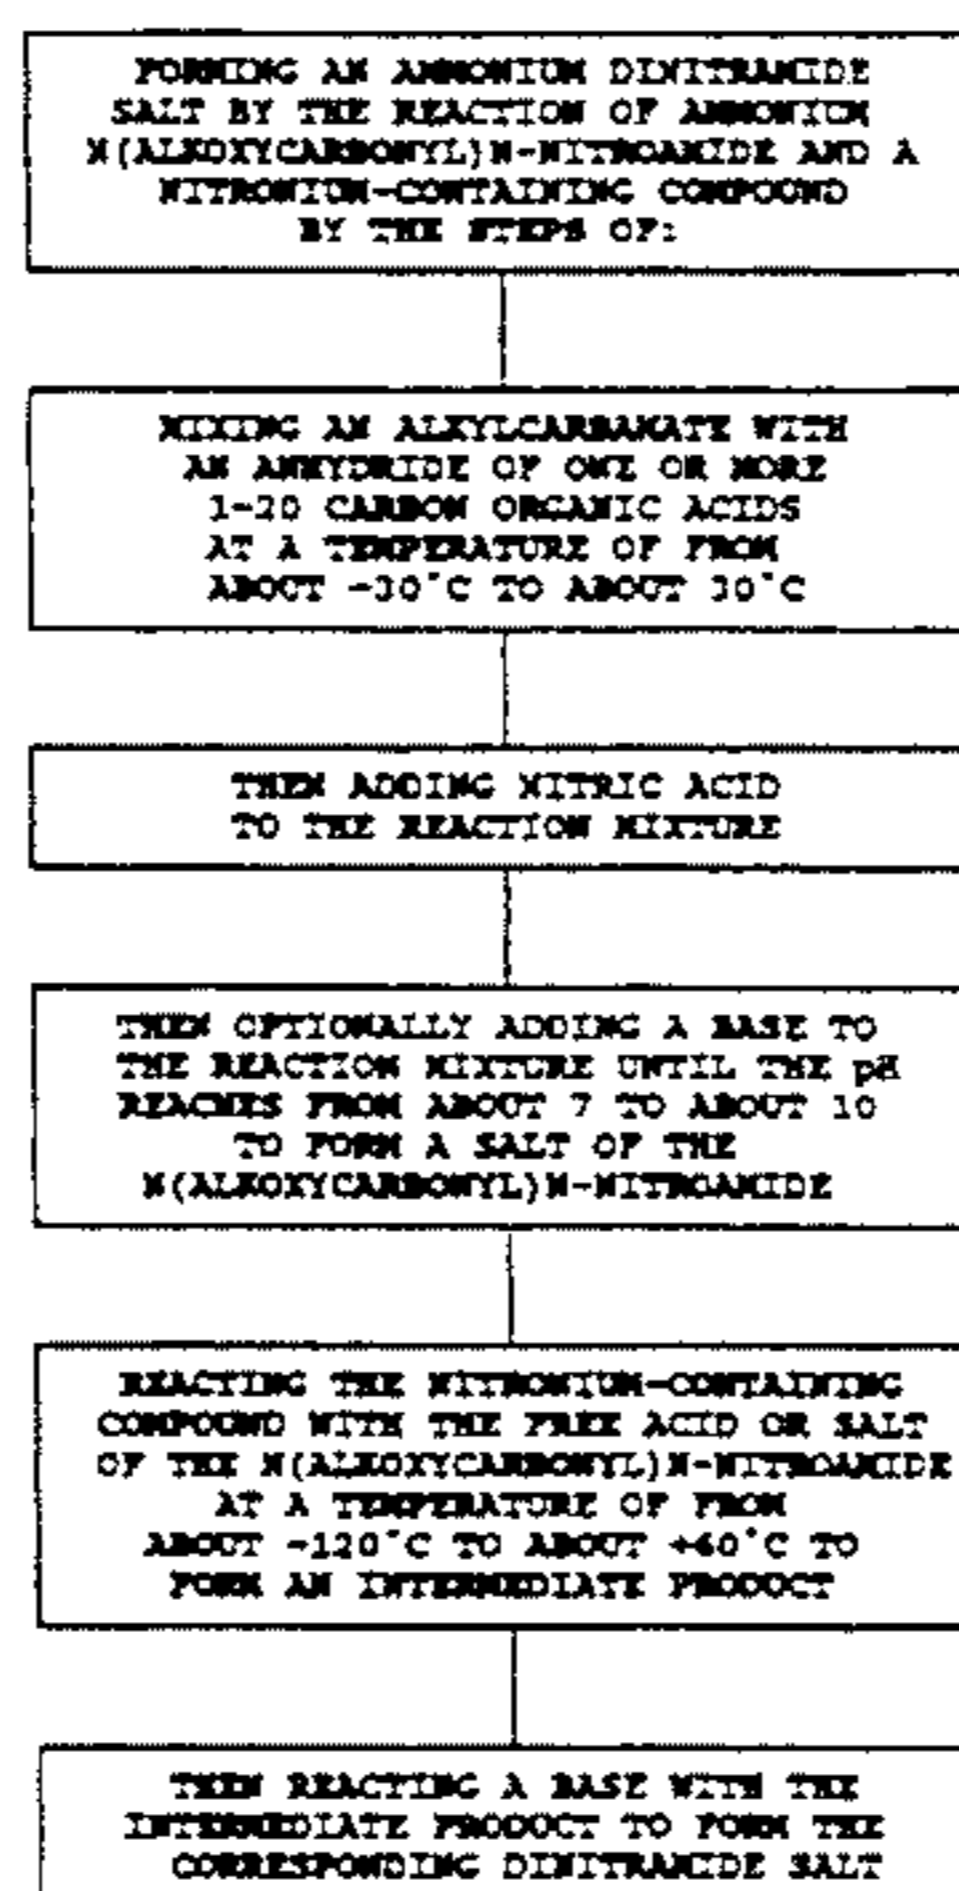 FORMING AN AMMONIUM DINITRAMIDE
SALT BY THE REACTION OF AMMONIUM
N(ALKOXYCARBONYL)N-NITROAMIDE AND A
NITRONIUM-CONTAINING COMPOUND
BY THE STEPS OF:
MIXING AN ALKYLCARBAMATE WITH
AN ANHYDRIDE OF ONE OR MORE
1-20 CARBON ORGANIC ACIDS
AT A TEMPERATURE OF FROM
ABOUT -30°C TO ABOUT 30°C
THEN ADDING NITRIC ACID
TO THE REACTION MIXTURE
THEN OPTIONALLY ADDING A BASE TO
THE REACTION MIXTURE UNTIL THE pH
REACHES FROM ABOUT 7 TO ABOUT 10
TO FORM A SALT OF THE
N(ALKOXYCARBONYL)N-NITROAMIDE
REACTING THE NITRONIUM-CONTAINING
COMPOUND WITH THE FREE ACID OR SALT
OF THE N(ALKOXYCARBONYL)N-NITROAMIDE
AT A TEMPERATURE OF FROM
ABOUT -120°C TO ABOUT +60°C TO
FORM AN INTERMEDIATE PRODUCT
THEN REACTING A BASE WITH THE
INTERMEDIATE PRODUCT TO FORM THE
CORRESPONDING DINITRAMIDE SALT